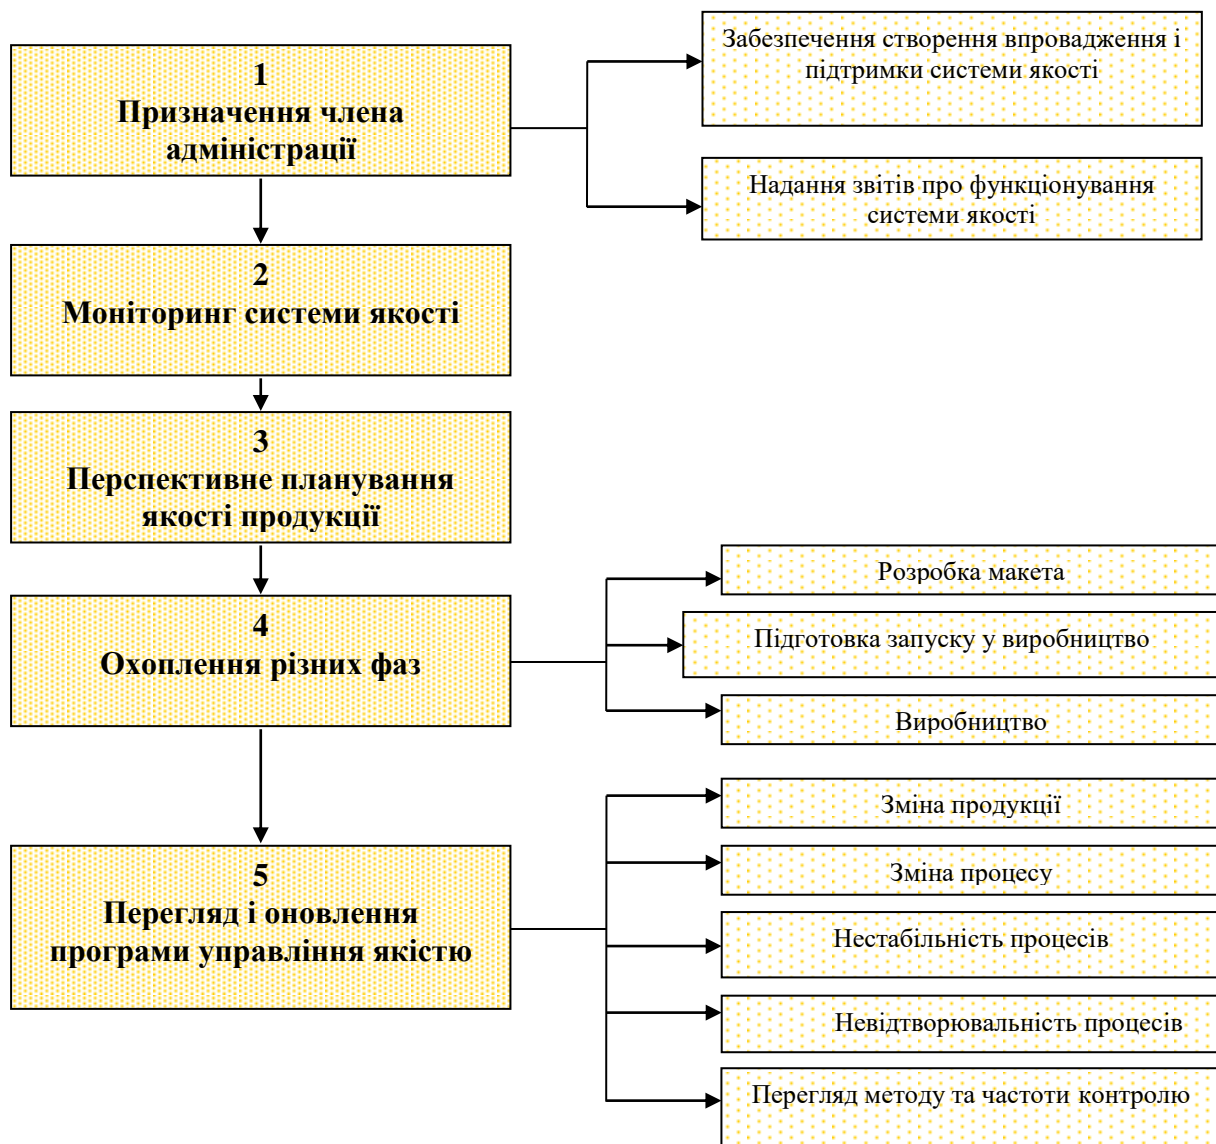 1
Призначення члена
адміністрації
Забезпечення створення впровадження і
підтримки системи якості
Надання звітів про функціонування
системи якості
2
Моніторинг системи якості
3
Перспективне планування
якості продукції
4
Охоплення різних фаз
Розробка макета
Підготовка запуску у виробництво
Виробництво
5
Перегляд і оновлення
програми управління якістю
Зміна продукції
Зміна процесу
Нестабільність процесів
Невідтворювальність процесів
Перегляд методу та частоти контролю